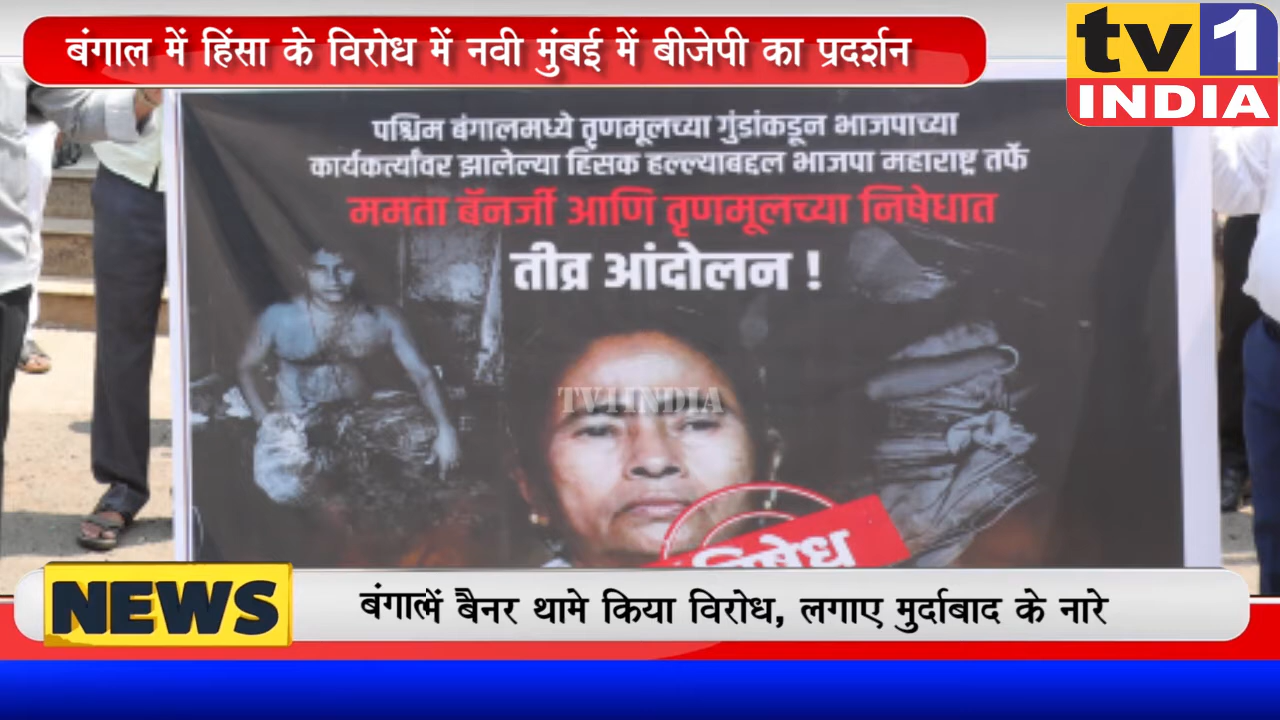 बंगाल में हिंसा के विरोध में नवी मुंबई में बीजेपी का प्रदर्शन
tv1
INDIA
पश्चिम बंगालमध्ये तृणमूलच्या गुंडांकडून भाजपाच्या
कार्यकर्त्यांवर झालेल्या हिंसक हल्ल्याबद्दल भाजपा महाराष्ट्र तर्फे
ममता बॅनर्जी आणि तृणमूलच्या निषेधात
तीव्र आंदोलन !
TV1INDIA
निषेध
NEWS
बंगाल में बैनर थामे किया विरोध, लगाए मुर्दाबाद के नारे